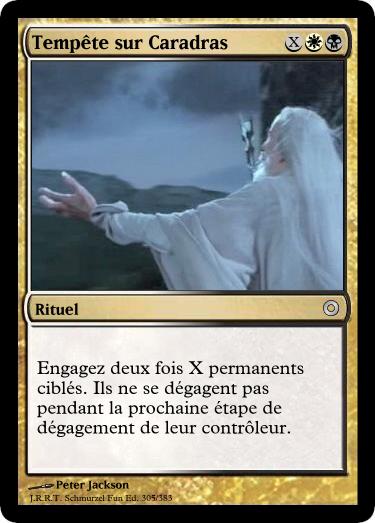 Tempête sur Caradras X
Rituel
Engagez deux fois X permanents
ciblés. Ils ne se dégagent pas
pendant la prochaine étape de
dégagement de leur contrôleur.
Peter Jackson
J.R.R.T. Schmurzel Fun Ed. 305/383